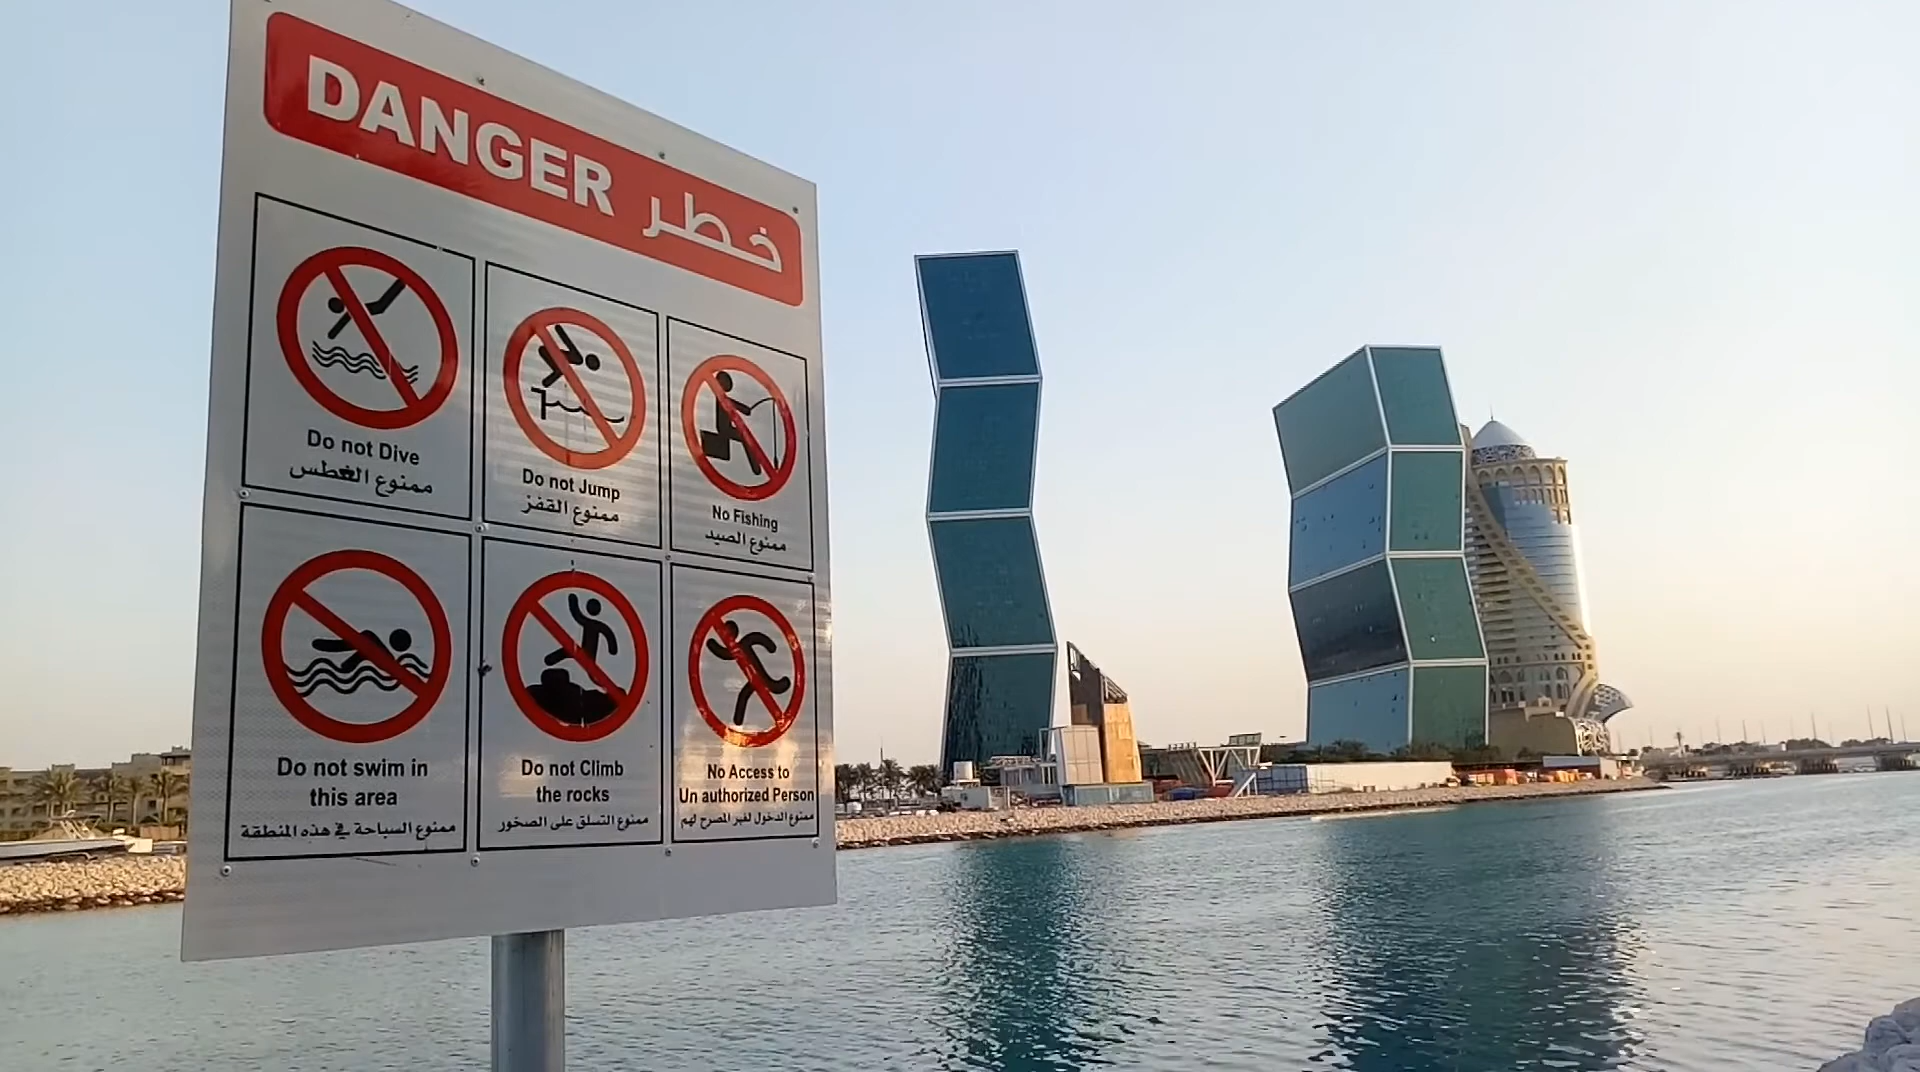 DANGER خطر
Do not Dive
ممنوع الغطس
Do not Jump
ممنوع القفز
No Fishing
ممنوع الصيد
Do not swim in
this area
ممنوع السباحة في هذه المنطقة
Do not Climb
the rocks
ممنوع التسلق على الصخور
No Access to
Un authorized Person
ممنوع الدخول لغير المصرح لهم